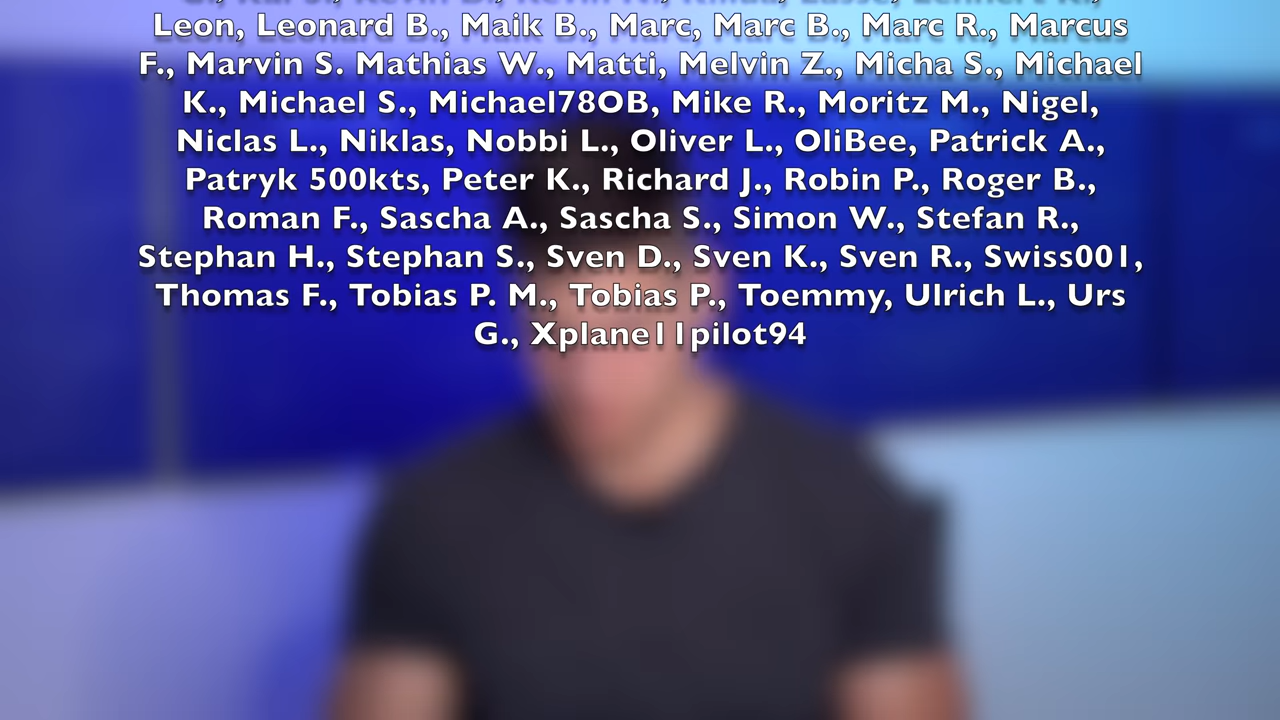 Leon, Leonard B., Maik B., Marc, Marc B., Marc R., Marcus
F., Marvin S. Mathias W., Matti, Melvin Z., Micha S., Michael
K., Michael S., Michael78OB, Mike R., Moritz M., Nigel,
Niclas L., Niklas, Nobbi L., Oliver L., OliBee, Patrick A.,
Patryk 500kts, Peter K., Richard J., Robin P., Roger B.,
Roman F., Sascha A., Sascha S., Simon W., Stefan R.,
Stephan H., Stephan S., Sven D., Sven K., Sven R., Swiss001,
Thomas F., Tobias P. M., Tobias P., Toemmy, Ulrich L., Urs
G., Xplane11pilot94